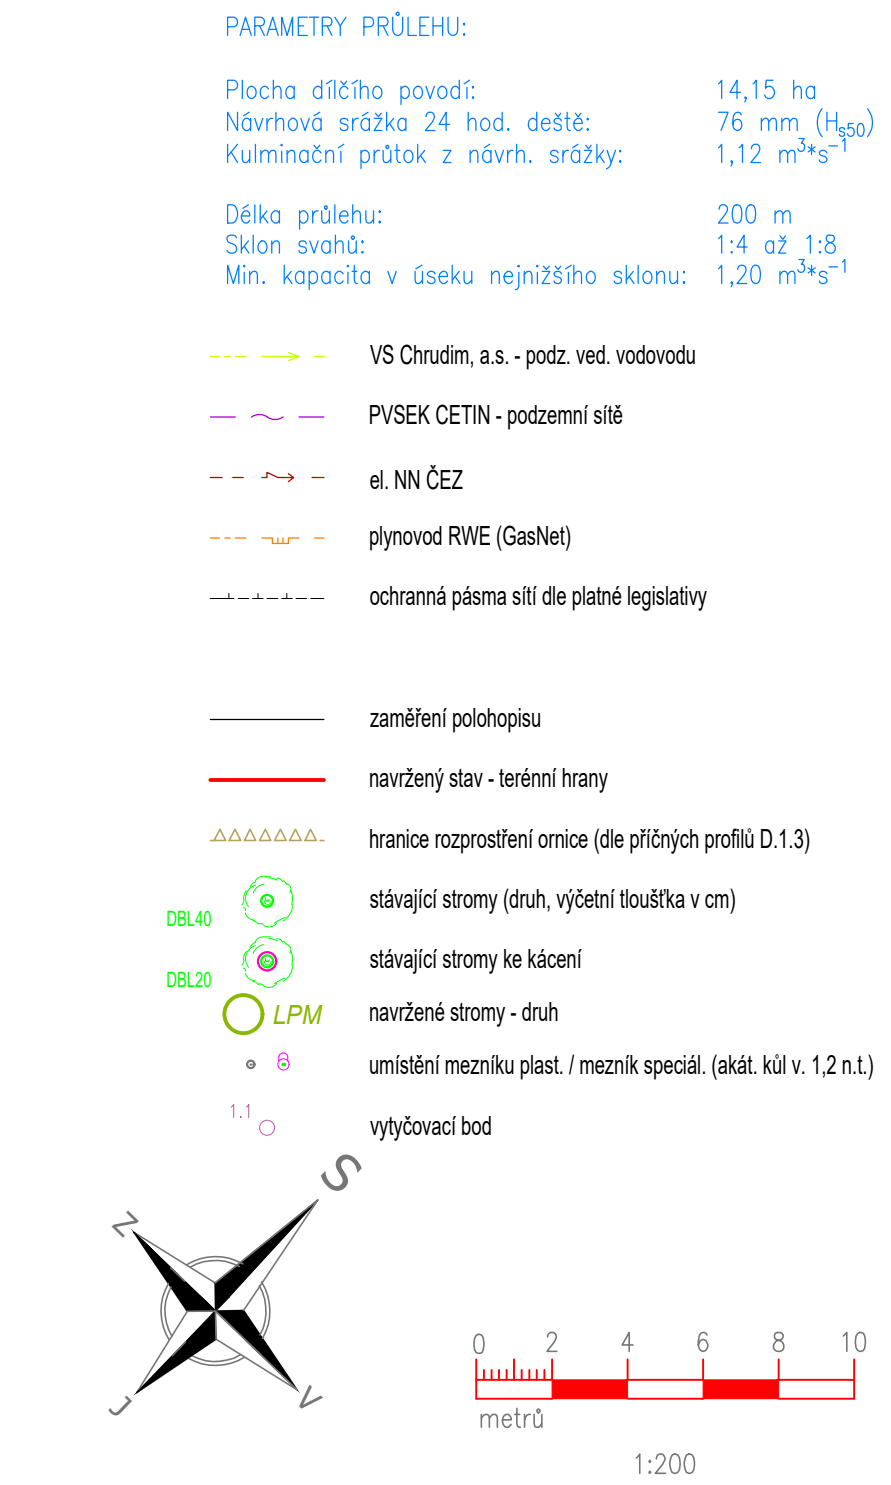 PARAMETRY PRŮLEHU:
Plocha dílčího povodí: 14,15 ha
Návrhová srážka 24 hod. deště: 76 mm (Hs50)
Kulminační průtok z návrh. srážky: 1,12 m³*s⁻¹
Délka průlehu: 200 m
Sklon svahů: 1:4 až 1:8
Min. kapacita v úseku nejnižšího sklonu: 1,20 m³*s⁻¹
VS Chrudim, a.s. - podz. ved. vodovodu
PVSEK CETIN - podzemní sítě
el. NN ČEZ
plynovod RWE (GasNet)
ochranná pásma sítí dle platné legislativy
zaměření polohopisu
navržený stav - terénní hrany
hranice rozprostření ornice (dle příčných profilů D.1.3)
stávající stromy (druh, výčetní tloušťka v cm)
DBL40
stávající stromy ke kácení
DBL20
LPM navržené stromy - druh
umístění mezníku plast. / mezník speciál. (akát. kůl v. 1,2 n.t.)
1.1
vytyčovací bod
S
Z
J
V
0 2 4 6 8 10
metrů
1:200